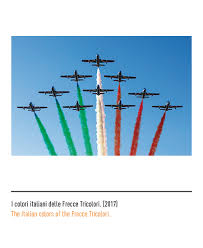 I colori italiani delle Frecce Tricolori. (2017)
The Italian colors of the Frecce Tricolori.